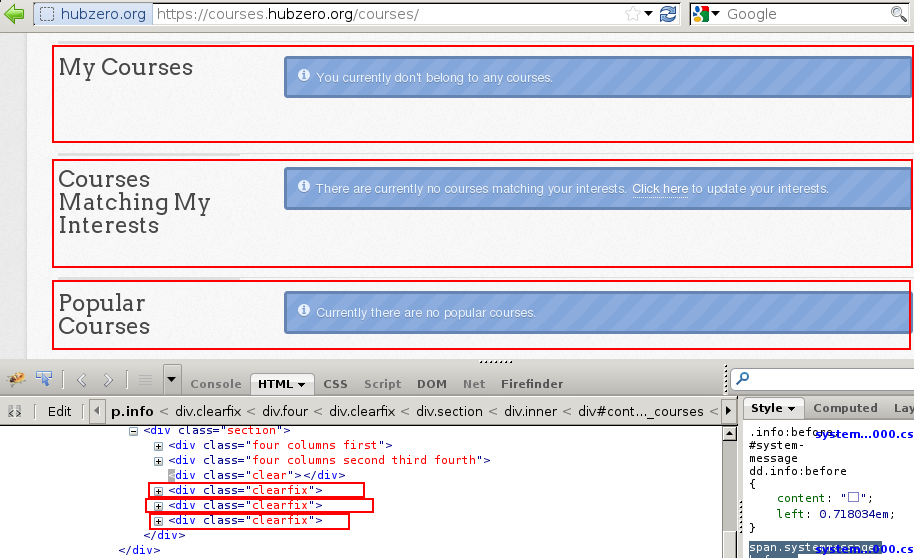 hubzero.org https://courses.hubzero.org/courses/ Google
My Courses
You currently don't belong to any courses.
Courses
Matching My
Interests
There are currently no courses matching your interests. Click here to update your interests.
Popular
Courses
Currently there are no popular courses.
Console HTML CSS Script DOM Net Firefinder
Edit p.info < div.clearfix < div.four < div.clearfix < div.section < div.inner < div#cont..._courses <
Style Computed Lay
<div class="section">
<div class="four columns first">
<div class="four columns second third fourth">
<div class="clear"></div>
<div class="clearfix">
<div class="clearfix">
<div class="clearfix">
</div>
</div>
.info:before, system...000.cs
#system-
message
dd.info:before
{
content: "";
left: 0.718034em;
}
system...000.cs